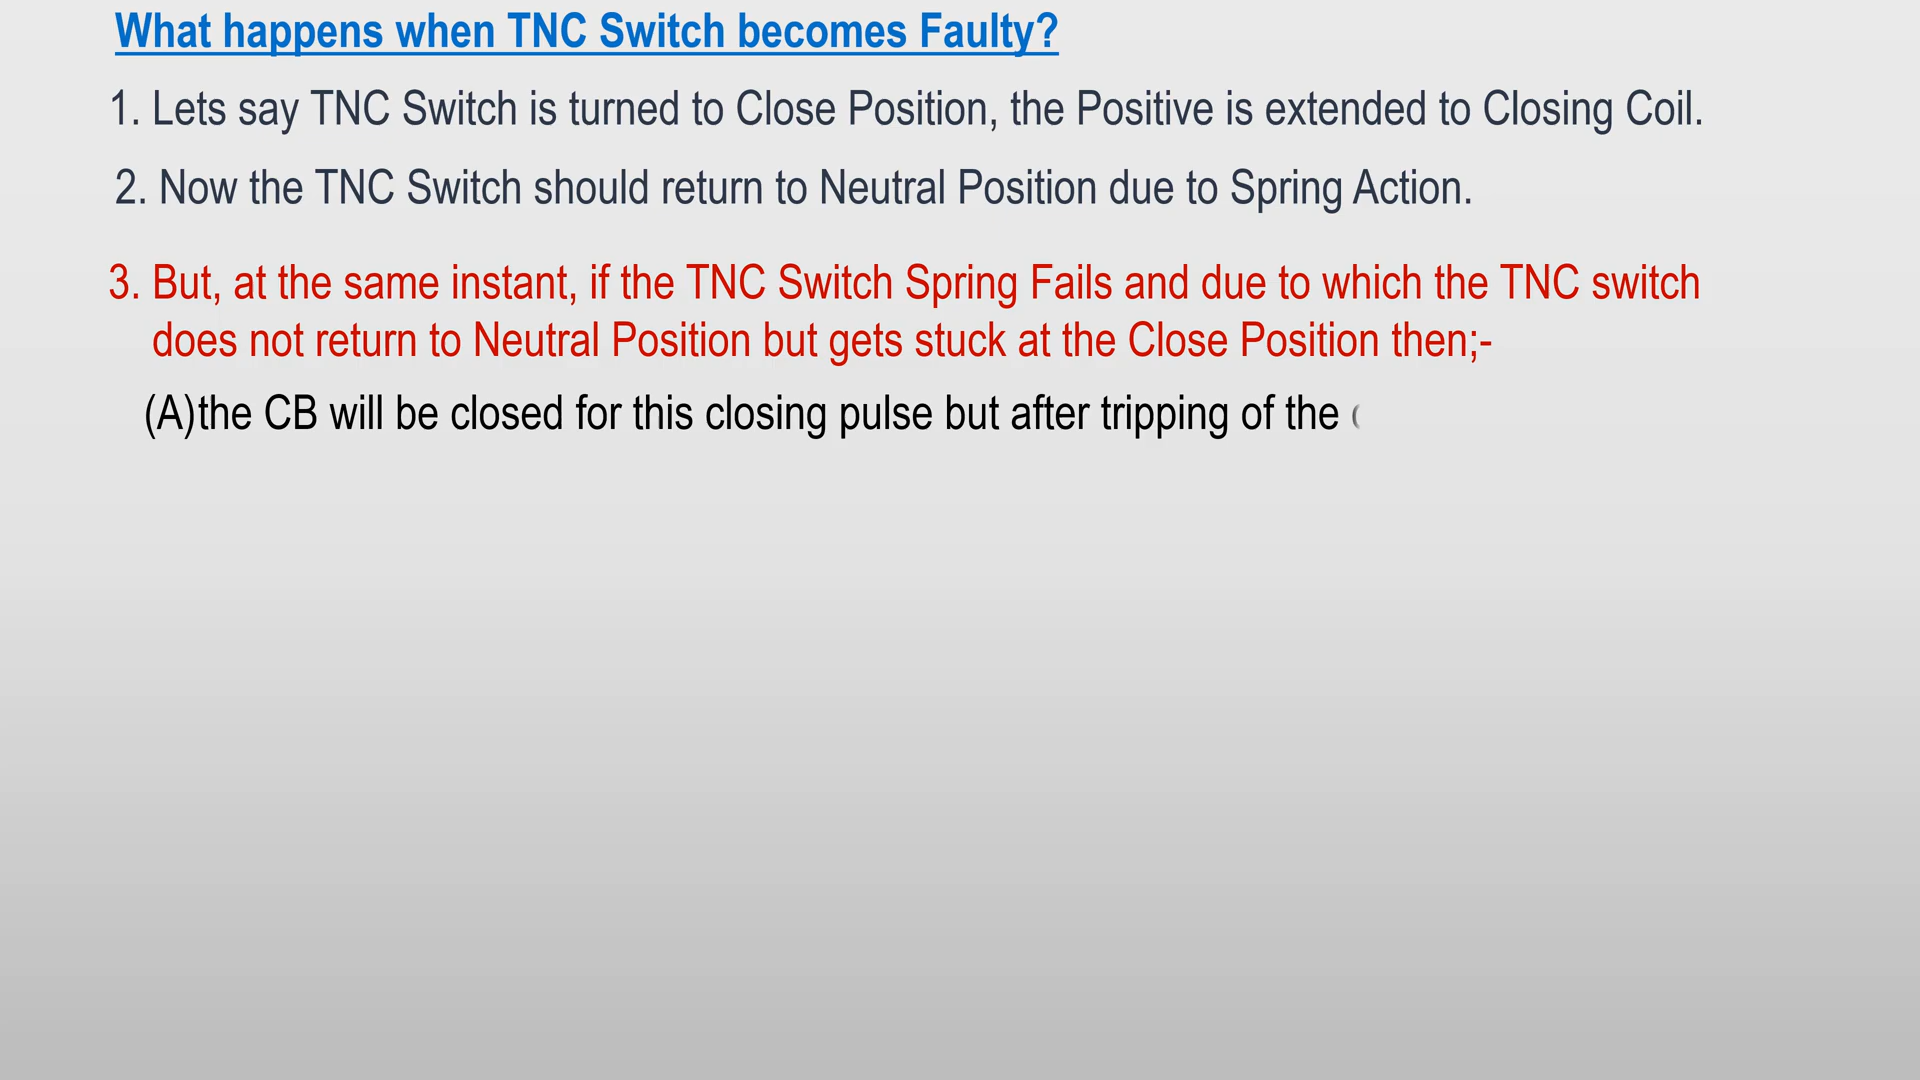 What happens when TNC Switch becomes Faulty?
1. Lets say TNC Switch is turned to Close Position, the Positive is extended to Closing Coil.
2. Now the TNC Switch should return to Neutral Position due to Spring Action.
3. But, at the same instant, if the TNC Switch Spring Fails and due to which the TNC switch
does not return to Neutral Position but gets stuck at the Close Position then;-
(A)the CB will be closed for this closing pulse but after tripping of the